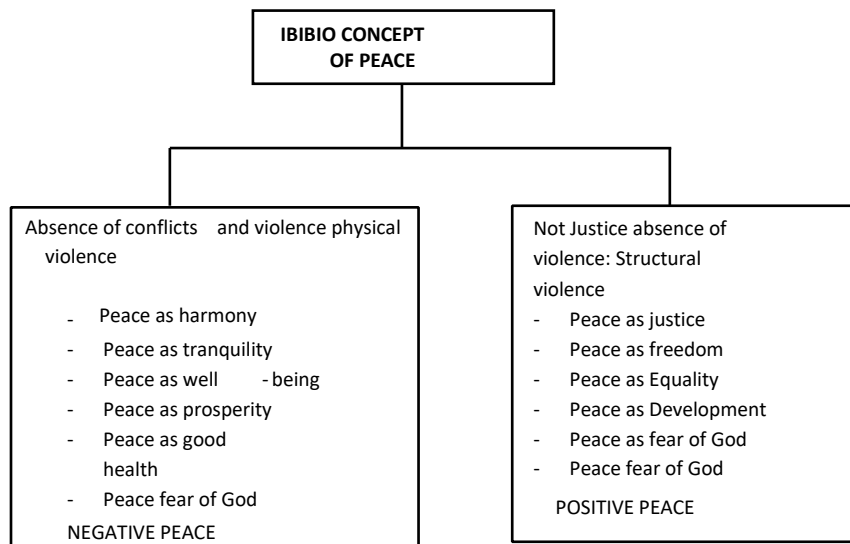 IBIBIO CONCEPT
OF PEACE
Absence of conflicts and violence physical
violence
- Peace as harmony
- Peace as tranquility
- Peace as well - being
- Peace as prosperity
- Peace as good
health
- Peace fear of God
NEGATIVE PEACE
Not Justice absence of
violence: Structural
violence
- Peace as justice
- Peace as freedom
- Peace as Equality
- Peace as Development
- Peace as fear of God
- Peace fear of God
POSITIVE PEACE